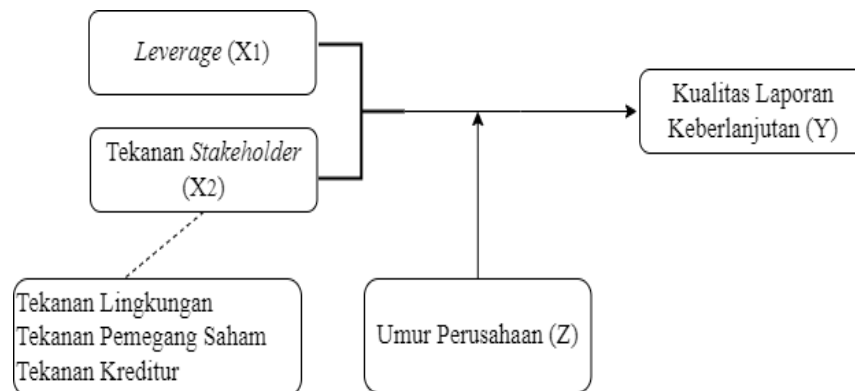 Leverage (X1)
Kualitas Laporan
Keberlanjutan (Y)
Tekanan Stakeholder
(X2)
Tekanan Lingkungan
Tekanan Pemegang Saham
Tekanan Kreditur
Umur Perusahaan (Z)